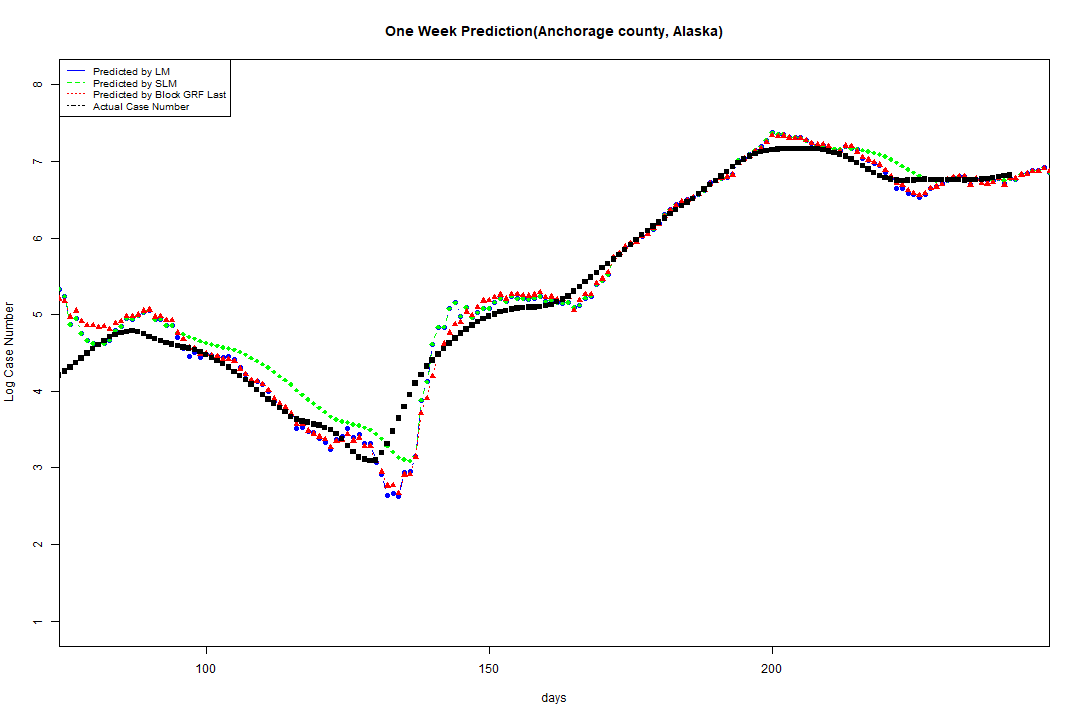 One Week Prediction(Anchorage county, Alaska)
Predicted by LM
Predicted by SLM
Predicted by Block GRF Last
Actual Case Number
8
7
6
5
4
3
2
1
Log Case Number
100 150 200
days